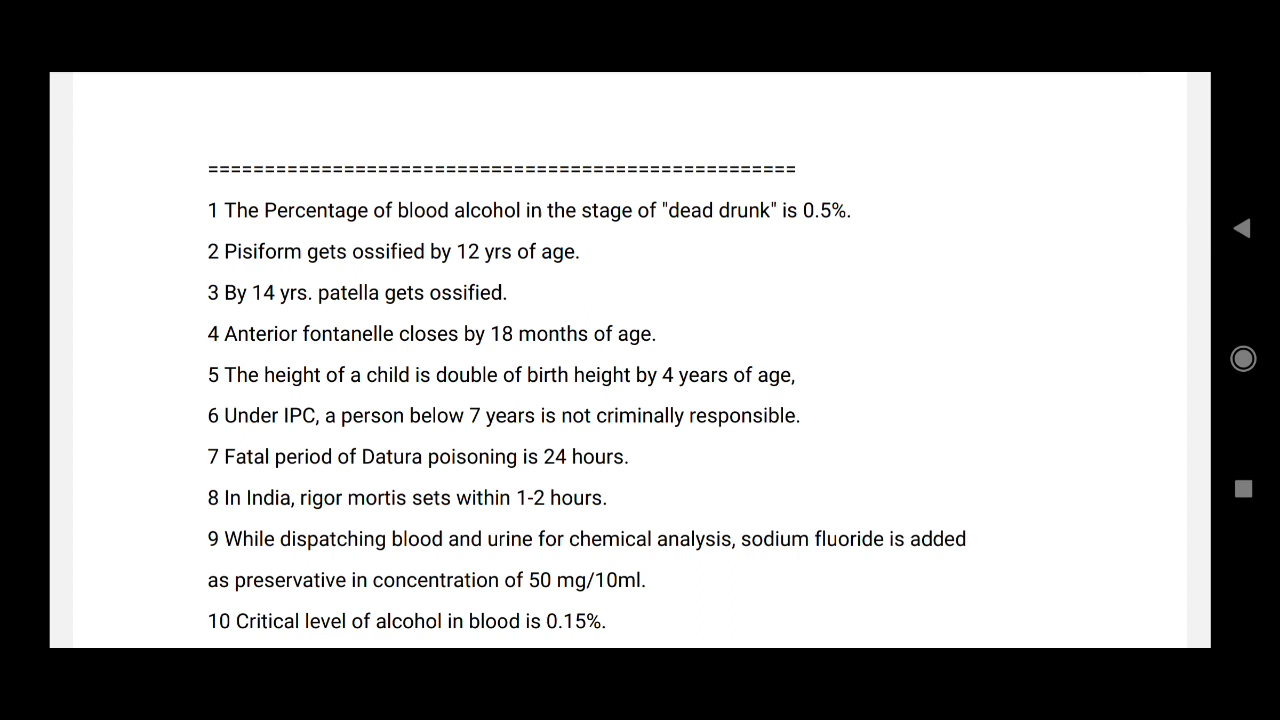 ====================================================
1 The Percentage of blood alcohol in the stage of "dead drunk" is 0.5%.
2 Pisiform gets ossified by 12 yrs of age.
3 By 14 yrs. patella gets ossified.
4 Anterior fontanelle closes by 18 months of age.
5 The height of a child is double of birth height by 4 years of age,
6 Under IPC, a person below 7 years is not criminally responsible.
7 Fatal period of Datura poisoning is 24 hours.
8 In India, rigor mortis sets within 1-2 hours.
9 While dispatching blood and urine for chemical analysis, sodium fluoride is added
as preservative in concentration of 50 mg/10ml.
10 Critical level of alcohol in blood is 0.15%.